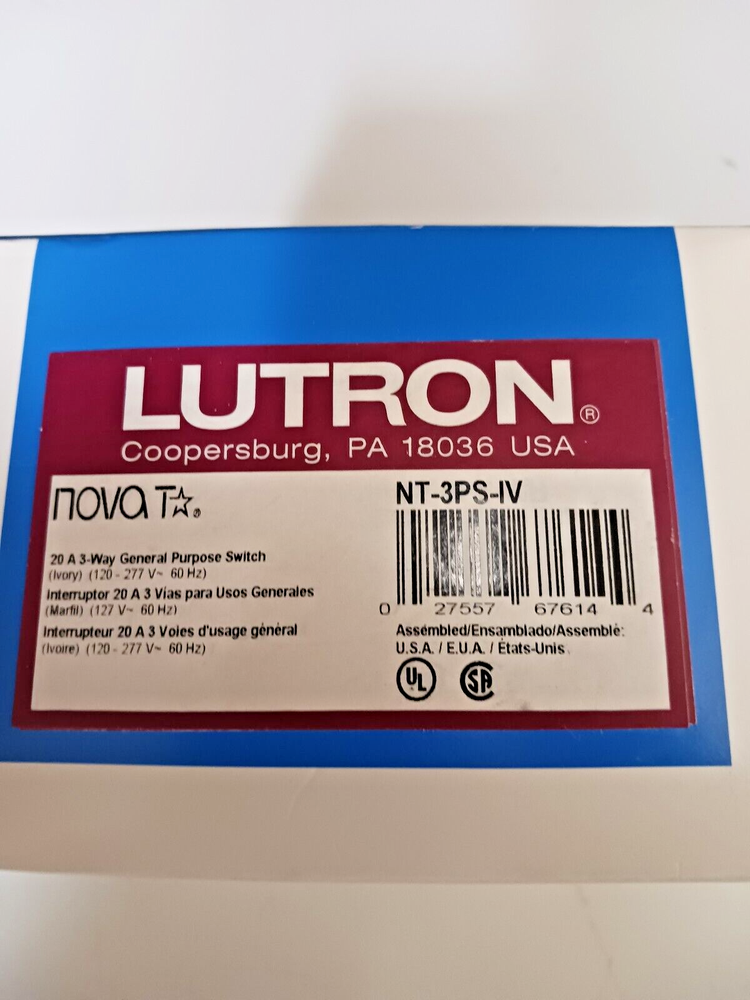 LUTRON®
Coopersburg, PA 18036 USA
nova T☆®
NT-3PS-IV
20 A 3-Way General Purpose Switch
(Ivory) (120 - 277 V~ 60 Hz)
Interruptor 20 A 3 Vías para Usos Generales
(Marfil) (127 V~ 60 Hz)
Interrupteur 20 A 3 Voies d'usage général
(Ivoire) (120 - 277 V~ 60 Hz)
0 27557 67614 4
Assembled/Ensamblado/Assemblé:
U.S.A. / E.U.A. / États-Unis
UL SA